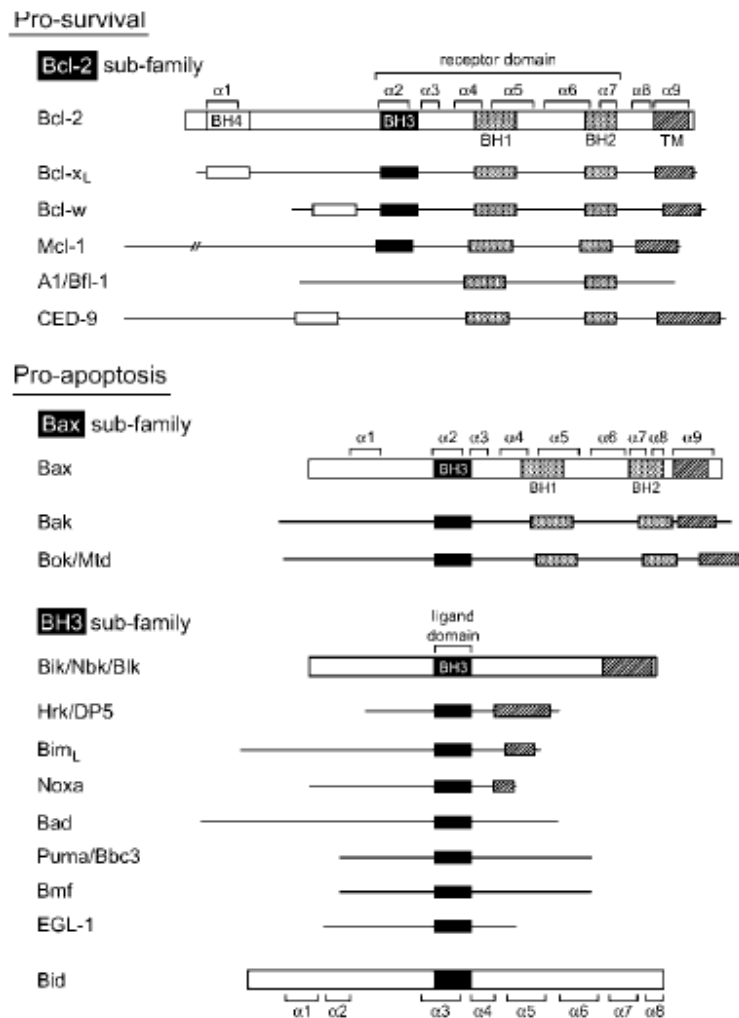 Pro-survival
Bcl-2 sub-family
receptor domain
α1 α2 α3 α4 α5 α6 α7 α8 α9
Bcl-2
BH4 BH3
BH1 BH2 TM
Bcl-xL
Bcl-w
Mcl-1
A1/Bfl-1
CED-9
Pro-apoptosis
Bax sub-family
α1 α2 α3 α4 α5 α6 α7 α8 α9
Bax
BH3
BH1 BH2
Bak
Bok/Mtd
BH3 sub-family
ligand
domain
Bik/Nbk/Blk
BH3
Hrk/DP5
BimL
Noxa
Bad
Puma/Bbc3
Bmf
EGL-1
Bid
α1 α2 α3 α4 α5 α6 α7 α8